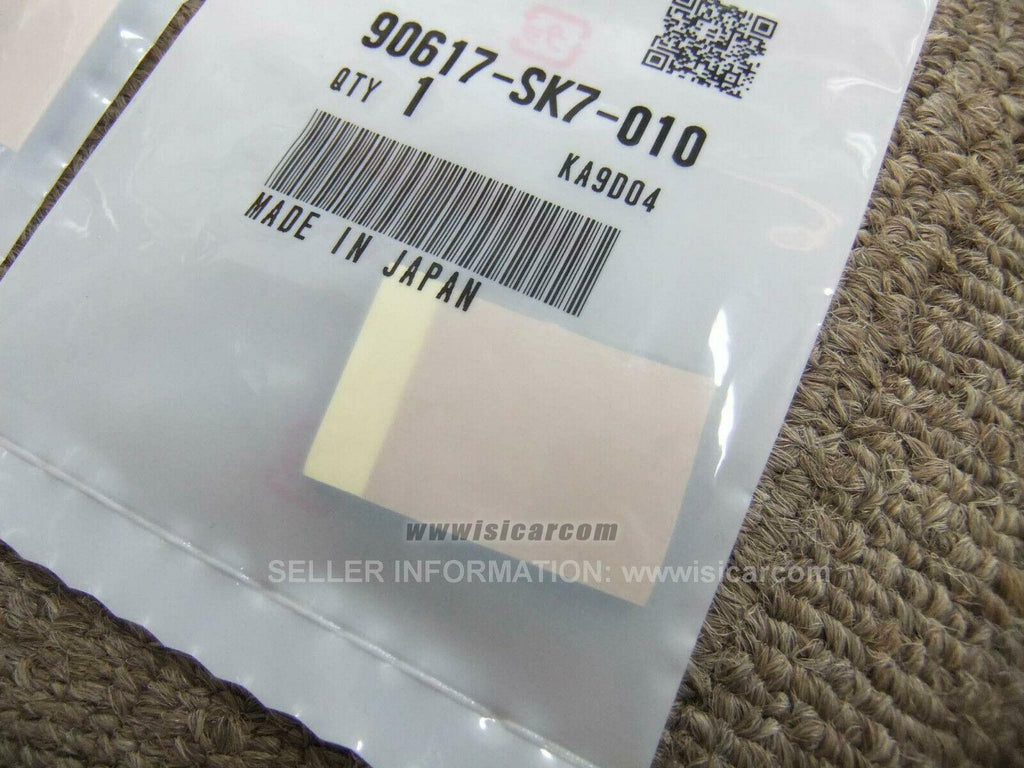 90617-SK7-010
QTY 1
KA9D04
MADE IN JAPAN
wwwisicarcom
SELLER INFORMATION: wwwisicarcom